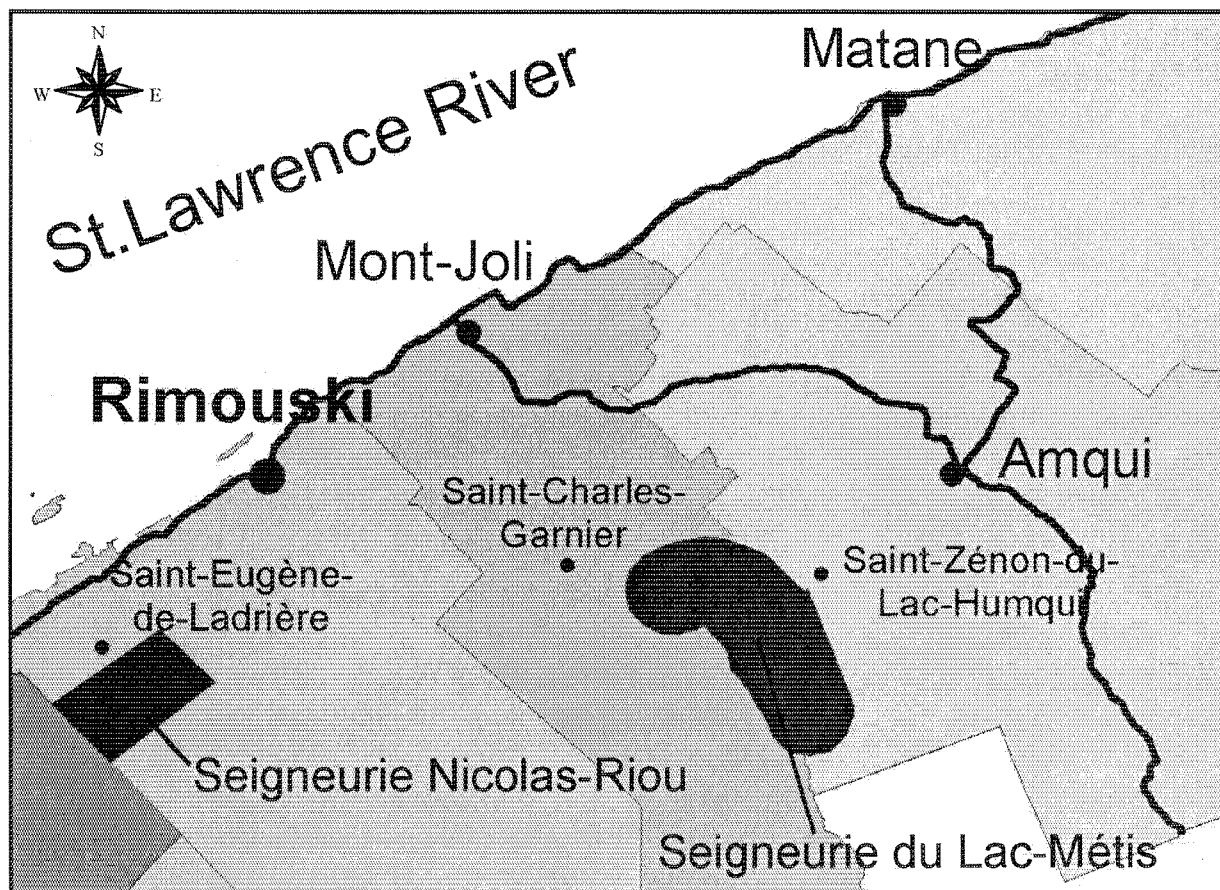 N
W E
S
St.Lawrence River
Matane
Mont-Joli
Rimouski
Amqui
Saint-Charles-
Garnier
Saint-Zénon-du-
Lac-Humqui
Saint-Eugène-
de-Ladrière
Seigneurie Nicolas-Riou
Seigneurie du Lac-Métis